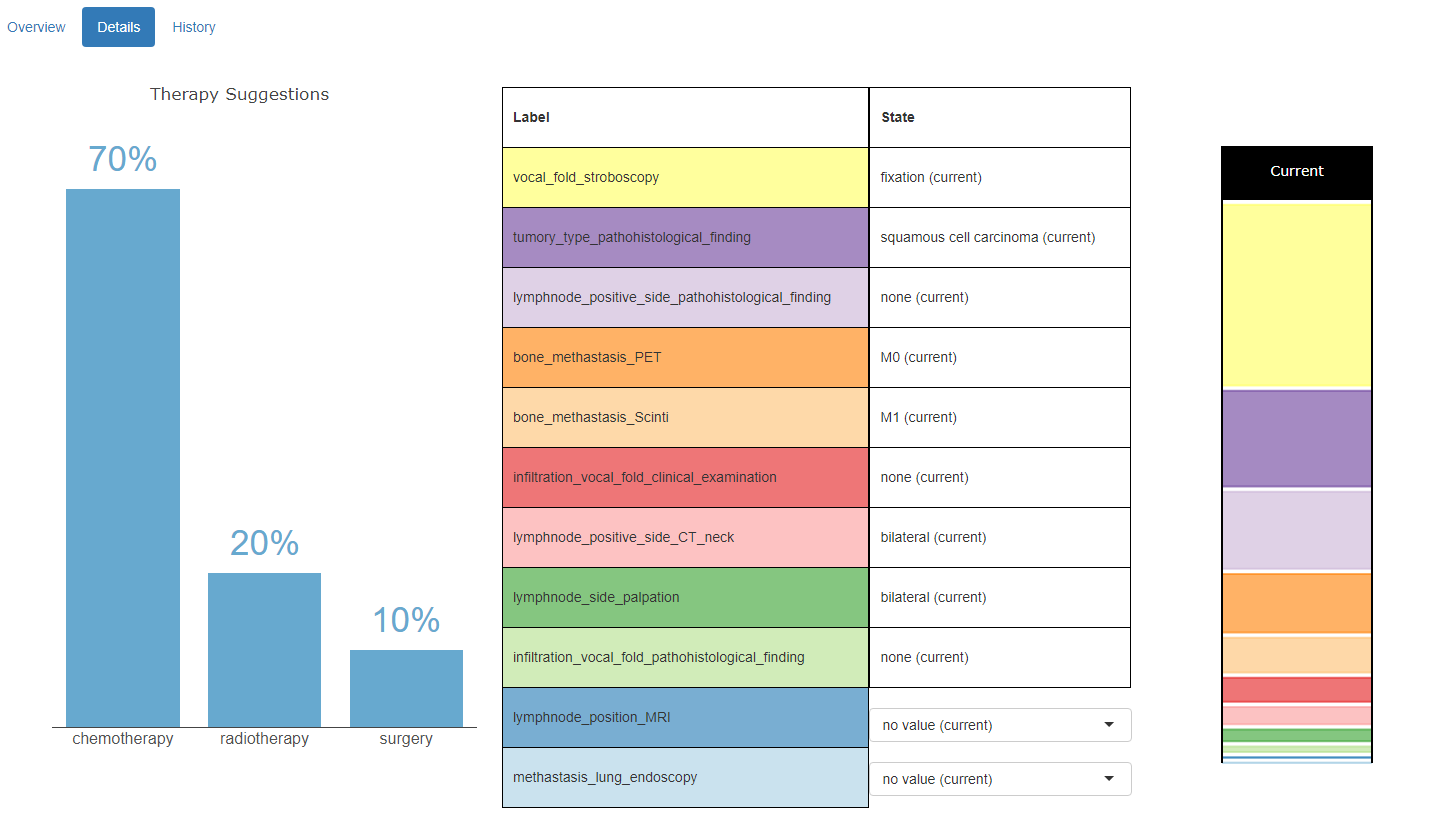 Overview Details History
Therapy Suggestions
70%
20%
10%
chemotherapy radiotherapy surgery
Label State
vocal_fold_stroboscopy fixation (current)
tumory_type_pathohistological_finding squamous cell carcinoma (current)
lymphnode_positive_side_pathohistological_finding none (current)
bone_methastasis_PET M0 (current)
bone_methastasis_Scinti M1 (current)
infiltration_vocal_fold_clinical_examination none (current)
lymphnode_positive_side_CT_neck bilateral (current)
lymphnode_side_palpation bilateral (current)
infiltration_vocal_fold_pathohistological_finding none (current)
lymphnode_position_MRI no value (current)
methastasis_lung_endoscopy no value (current)
Current